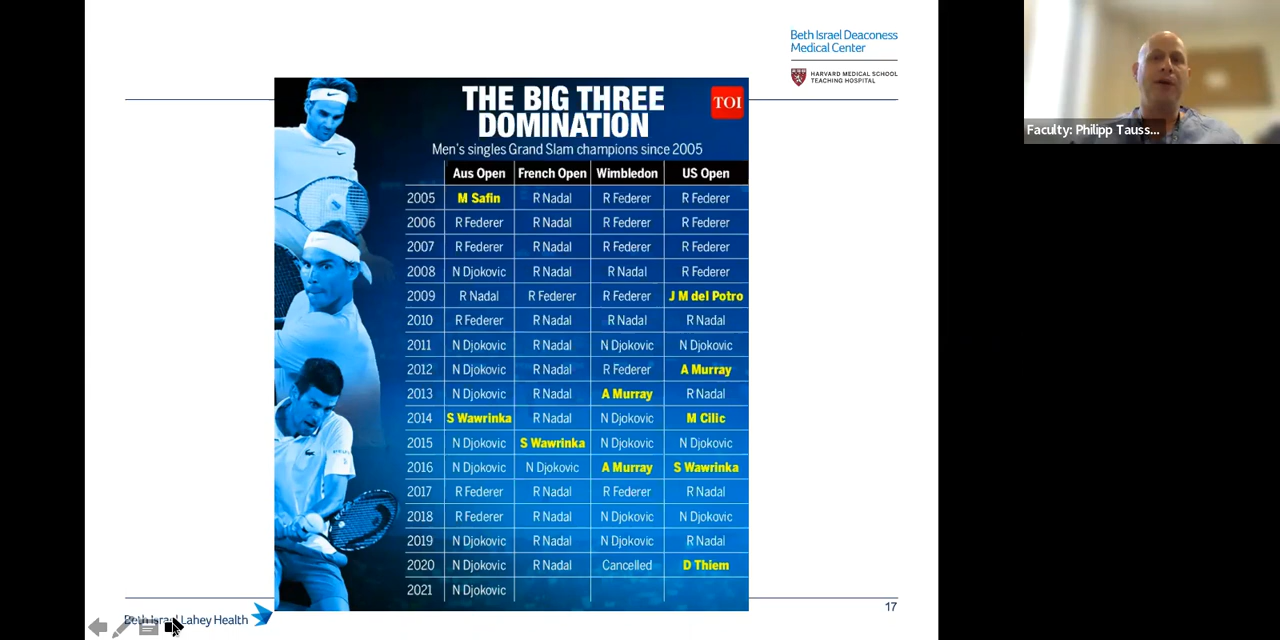 Beth Israel Deaconess
Medical Center
HARVARD MEDICAL SCHOOL
TEACHING HOSPITAL
Faculty: Philipp Tauss...
THE BIG THREE
DOMINATION
TOI
Men's singles Grand Slam champions since 2005
Aus Open French Open Wimbledon US Open
2005 M Safin R Nadal R Federer R Federer
2006 R Federer R Nadal R Federer R Federer
2007 R Federer R Nadal R Federer R Federer
2008 N Djokovic R Nadal R Nadal R Federer
2009 R Nadal R Federer R Federer J M del Potro
2010 R Federer R Nadal R Nadal R Nadal
2011 N Djokovic R Nadal N Djokovic N Djokovic
2012 N Djokovic R Nadal R Federer A Murray
2013 N Djokovic R Nadal A Murray R Nadal
2014 S Wawrinka R Nadal N Djokovic M Cilic
2015 N Djokovic S Wawrinka N Djokovic N Djokovic
2016 N Djokovic N Djokovic A Murray S Wawrinka
2017 R Federer R Nadal R Federer R Nadal
2018 R Federer R Nadal N Djokovic N Djokovic
2019 N Djokovic R Nadal N Djokovic R Nadal
2020 N Djokovic R Nadal Cancelled D Thiem
2021 N Djokovic
17
Beth Israel Lahey Health